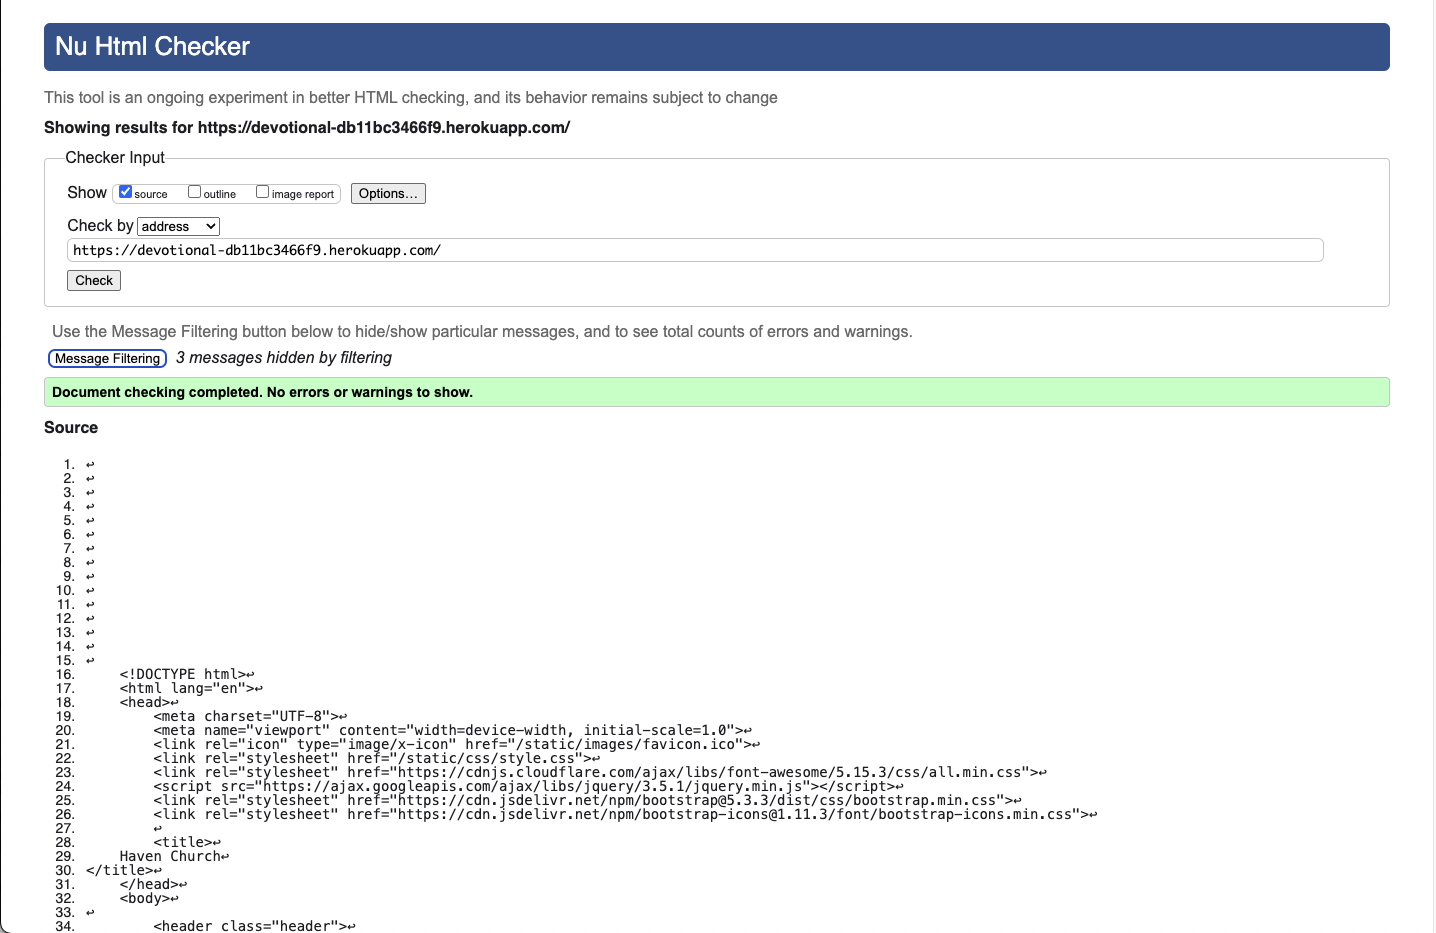 Nu Html Checker
This tool is an ongoing experiment in better HTML checking, and its behavior remains subject to change
Showing results for https://devotional-db11bc3466f9.herokuapp.com/
Checker Input
Show source outline image report Options...
Check by address
https://devotional-db11bc3466f9.herokuapp.com/
Check
Use the Message Filtering button below to hide/show particular messages, and to see total counts of errors and warnings.
Message Filtering 3 messages hidden by filtering
Document checking completed. No errors or warnings to show.
Source
1. ↩
2. ↩
3. ↩
4. ↩
5. ↩
6. ↩
7. ↩
8. ↩
9. ↩
10. ↩
11. ↩
12. ↩
13. ↩
14. ↩
15. ↩
16. <!DOCTYPE html>↩
17. <html lang="en">↩
18. <head>↩
19. <meta charset="UTF-8">↩
20. <meta name="viewport" content="width=device-width, initial-scale=1.0">↩
21. <link rel="icon" type="image/x-icon" href="/static/images/favicon.ico">↩
22. <link rel="stylesheet" href="/static/css/style.css">↩
23. <link rel="stylesheet" href="https://cdnjs.cloudflare.com/ajax/libs/font-awesome/5.15.3/css/all.min.css">↩
24. <script src="https://ajax.googleapis.com/ajax/libs/jquery/3.5.1/jquery.min.js"></script>↩
25. <link rel="stylesheet" href="https://cdn.jsdelivr.net/npm/bootstrap@5.3.3/dist/css/bootstrap.min.css">↩
26. <link rel="stylesheet" href="https://cdn.jsdelivr.net/npm/bootstrap-icons@1.11.3/font/bootstrap-icons.min.css">↩
27. ↩
28. <title>↩
29. Haven Church↩
30. </title>↩
31. </head>↩
32. <body>↩
33. ↩
34. <header class="header">↩